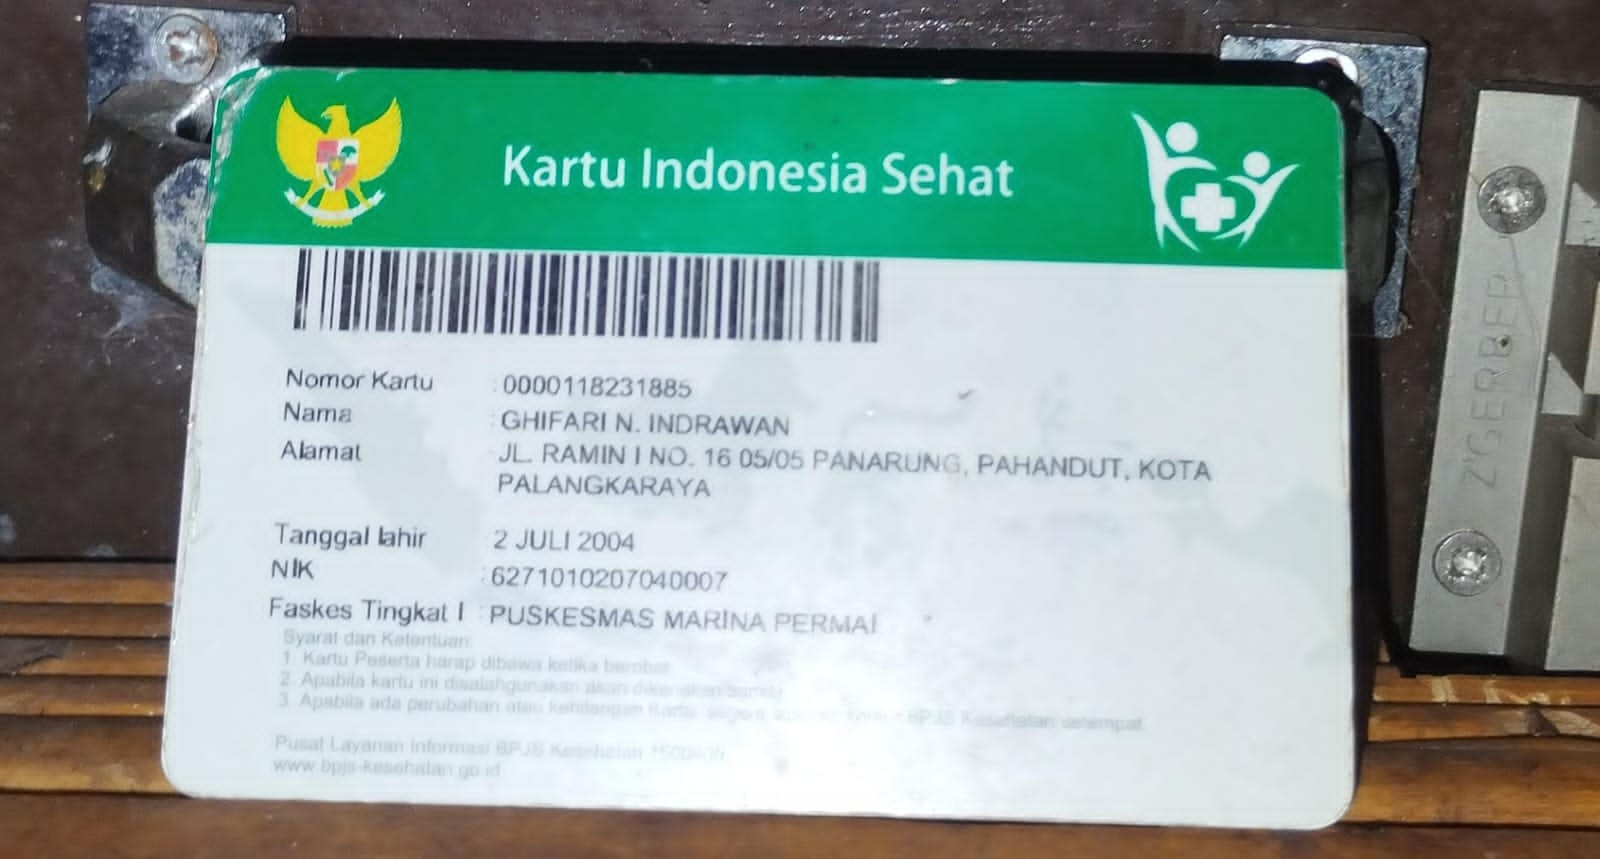 Kartu Indonesia Sehat
Nomor Kartu : 0000118231885
Nama : GHIFARI N. INDRAWAN
Alamat : JL. RAMIN I NO. 16 05/05 PANARUNG, PAHANDUT, KOTA
PALANGKARAYA
Tanggal lahir 2 JULI 2004
NIK : 6271010207040007
Faskes Tingkat I : PUSKESMAS MARINA PERMAI
Syarat dan Ketentuan:
1. Kartu Peserta harap dibawa ketika berobat
2. Apabila kartu ini disalahgunakan akan dikenakan Sanksi
3. Apabila ada perubahan atau kehilangan Kartu, segera BPJS Kesehatan setempat
Pusat Layanan Informasi BPJS Kesehatan
www.bpjs-kesehatan.go.id
Z'GERBER